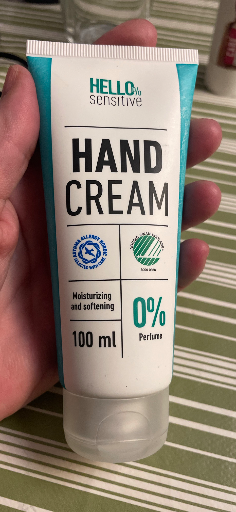 HELLO%
sensitive
HAND
CREAM
Moisturizing
and softening
100 ml
0%
Perfume